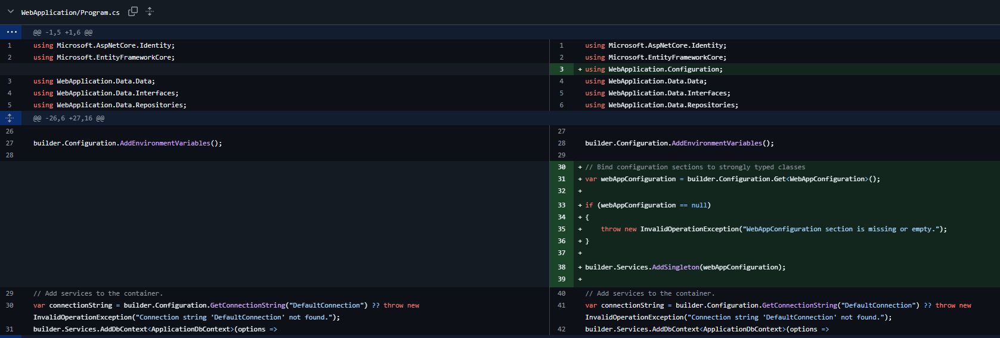 WebApplication/Program.cs
@@ -1,5 +1,6 @@
1 using Microsoft.AspNetCore.Identity;
2 using Microsoft.EntityFrameworkCore;
3 using WebApplication.Data.Data;
4 using WebApplication.Data.Interfaces;
5 using WebApplication.Data.Repositories;
@@ -26,6 +27,16 @@
26
27 builder.Configuration.AddEnvironmentVariables();
28
29 // Add services to the container.
30 var connectionString = builder.Configuration.GetConnectionString("DefaultConnection") ?? throw new
InvalidOperationException("Connection string 'DefaultConnection' not found.");
31 builder.Services.AddDbContext<ApplicationDbContext>(options =>
1 using Microsoft.AspNetCore.Identity;
2 using Microsoft.EntityFrameworkCore;
3 + using WebApplication.Configuration;
4 using WebApplication.Data.Data;
5 using WebApplication.Data.Interfaces;
6 using WebApplication.Data.Repositories;
27
28 builder.Configuration.AddEnvironmentVariables();
29
30 + // Bind configuration sections to strongly typed classes
31 + var webAppConfiguration = builder.Configuration.Get<WebAppConfiguration>();
32 +
33 + if (webAppConfiguration == null)
34 + {
35 +     throw new InvalidOperationException("WebAppConfiguration section is missing or empty.");
36 + }
37 +
38 + builder.Services.AddSingleton(webAppConfiguration);
39 +
40 // Add services to the container.
41 var connectionString = builder.Configuration.GetConnectionString("DefaultConnection") ?? throw new
InvalidOperationException("Connection string 'DefaultConnection' not found.");
42 builder.Services.AddDbContext<ApplicationDbContext>(options =>